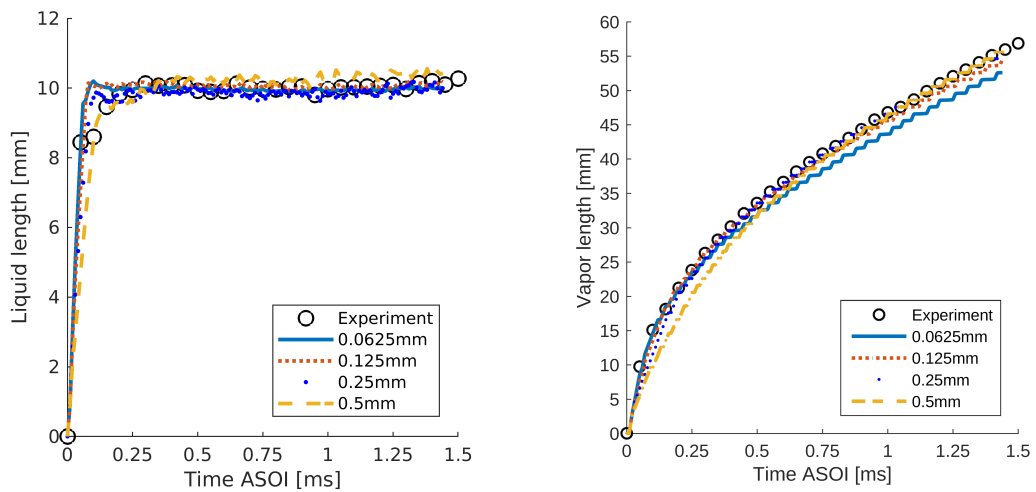 12
10
8
6
4
2
0
Liquid length [mm]
0
0.25
0.5
0.75
1
1.25
1.5
Time ASOI [ms]
Experiment
0.0625mm
0.125mm
0.25mm
0.5mm
60
55
50
45
40
35
30
25
20
15
10
5
0
Vapor length [mm]
0
0.25
0.5
0.75
1
1.25
1.5
Time ASOI [ms]
Experiment
0.0625mm
0.125mm
0.25mm
0.5mm